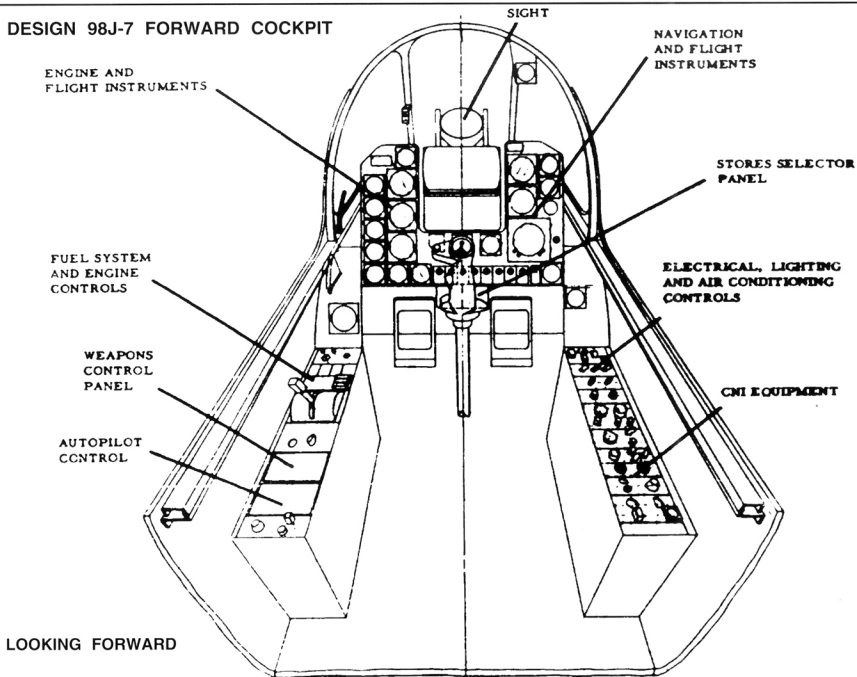 DESIGN 98J-7 FORWARD COCKPIT
SIGHT
NAVIGATION
AND FLIGHT
INSTRUMENTS
ENGINE AND
FLIGHT INSTRUMENTS
STORES SELECTOR
PANEL
FUEL SYSTEM
AND ENGINE
CONTROLS
ELECTRICAL, LIGHTING
AND AIR CONDITIONING
CONTROLS
WEAPONS
CONTROL
PANEL
CNI EQUIPMENT
AUTOPILOT
CONTROL
LOOKING FORWARD